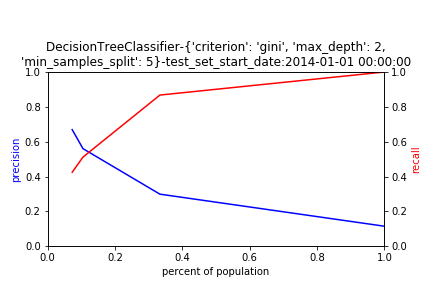 DecisionTreeClassifier-{'criterion': 'gini', 'max_depth': 2,
'min_samples_split': 5}-test_set_start_date:2014-01-01 00:00:00
1.0
0.8
0.6
0.4
0.2
0.0
precision
1.0
0.8
0.6
0.4
0.2
0.0
recall
0.0 0.2 0.4 0.6 0.8 1.0
percent of population